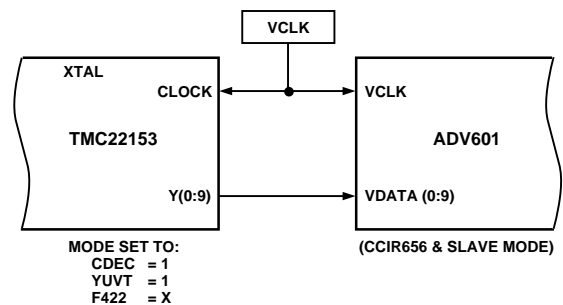 VCLK
XTAL
CLOCK
VCLK
TMC22153
ADV601
Y(0:9)
VDATA (0:9)
MODE SET TO:
CDEC = 1
YUVT = 1
F422 = X
(CCIR656 & SLAVE MODE)